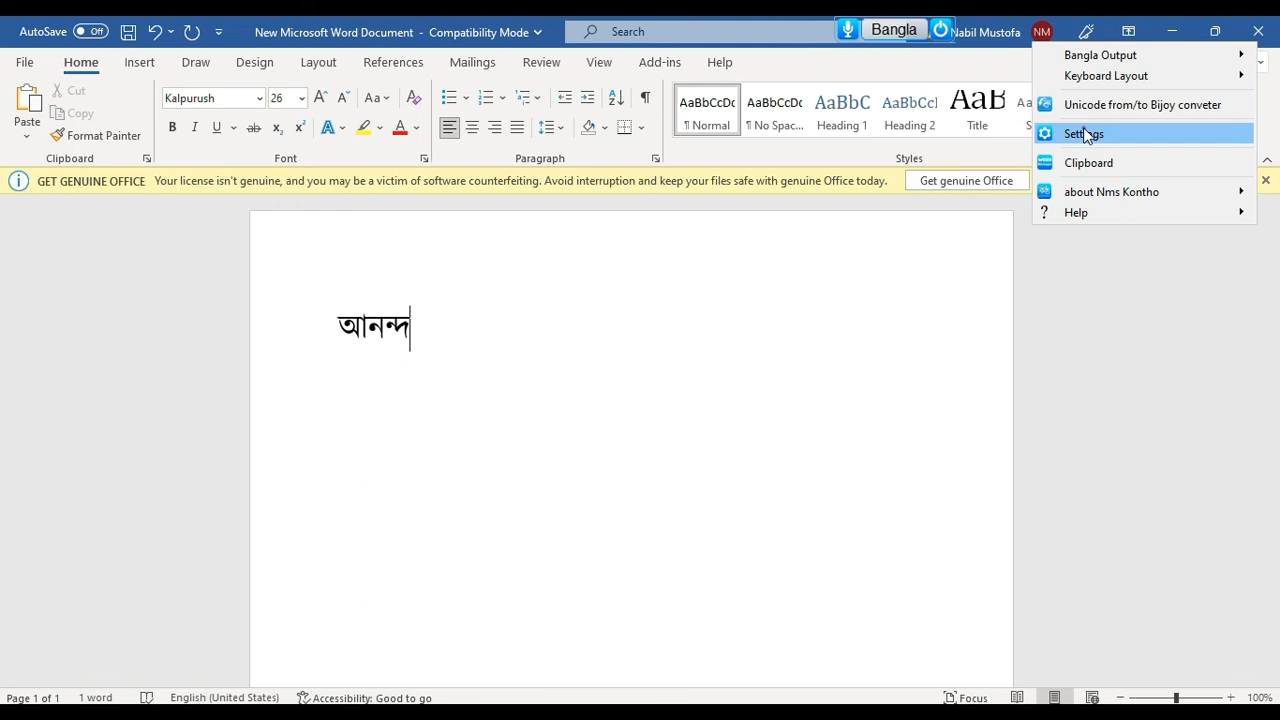 AutoSave Off New Microsoft Word Document - Compatibility Mode Search Bangla Nabil Mustofa NM
File Home Insert Draw Design Layout References Mailings Review View Add-ins Help
Bangla Output
Keyboard Layout
Unicode from/to Bijoy conveter
Settings
Clipboard
about Nms Kontho
Help
Paste Cut
Copy
Format Painter
Clipboard
Kalpurush 26
Font
Paragraph
AaBbCcDc AaBbCcDc AaBbC AaBbCcI AaB
¶ Normal ¶ No Spac... Heading 1 Heading 2 Title
Styles
GET GENUINE OFFICE Your license isn't genuine, and you may be a victim of software counterfeiting. Avoid interruption and keep your files safe with genuine Office today. Get genuine Office
আনন্দ
Page 1 of 1 1 word English (United States) Accessibility: Good to go Focus 100%